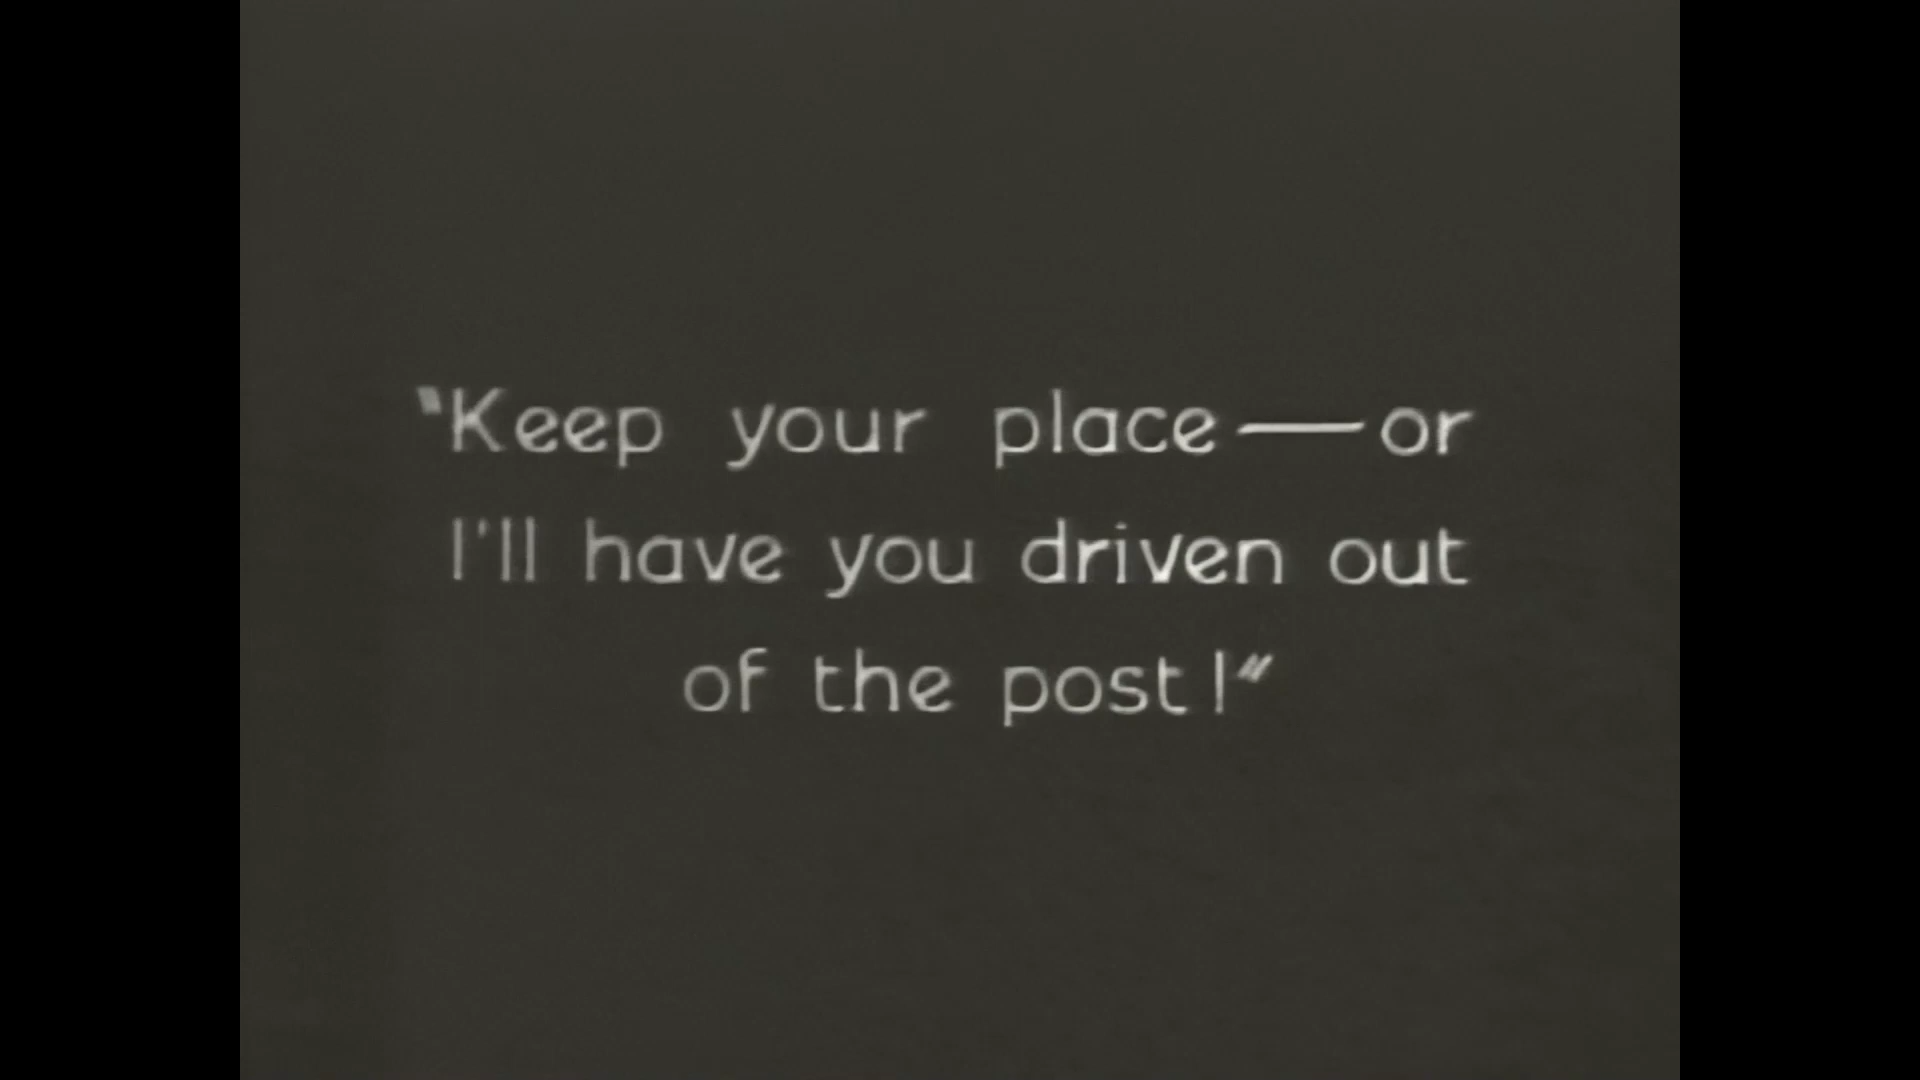 "Keep your place — or
I'll have you driven out
of the post!"